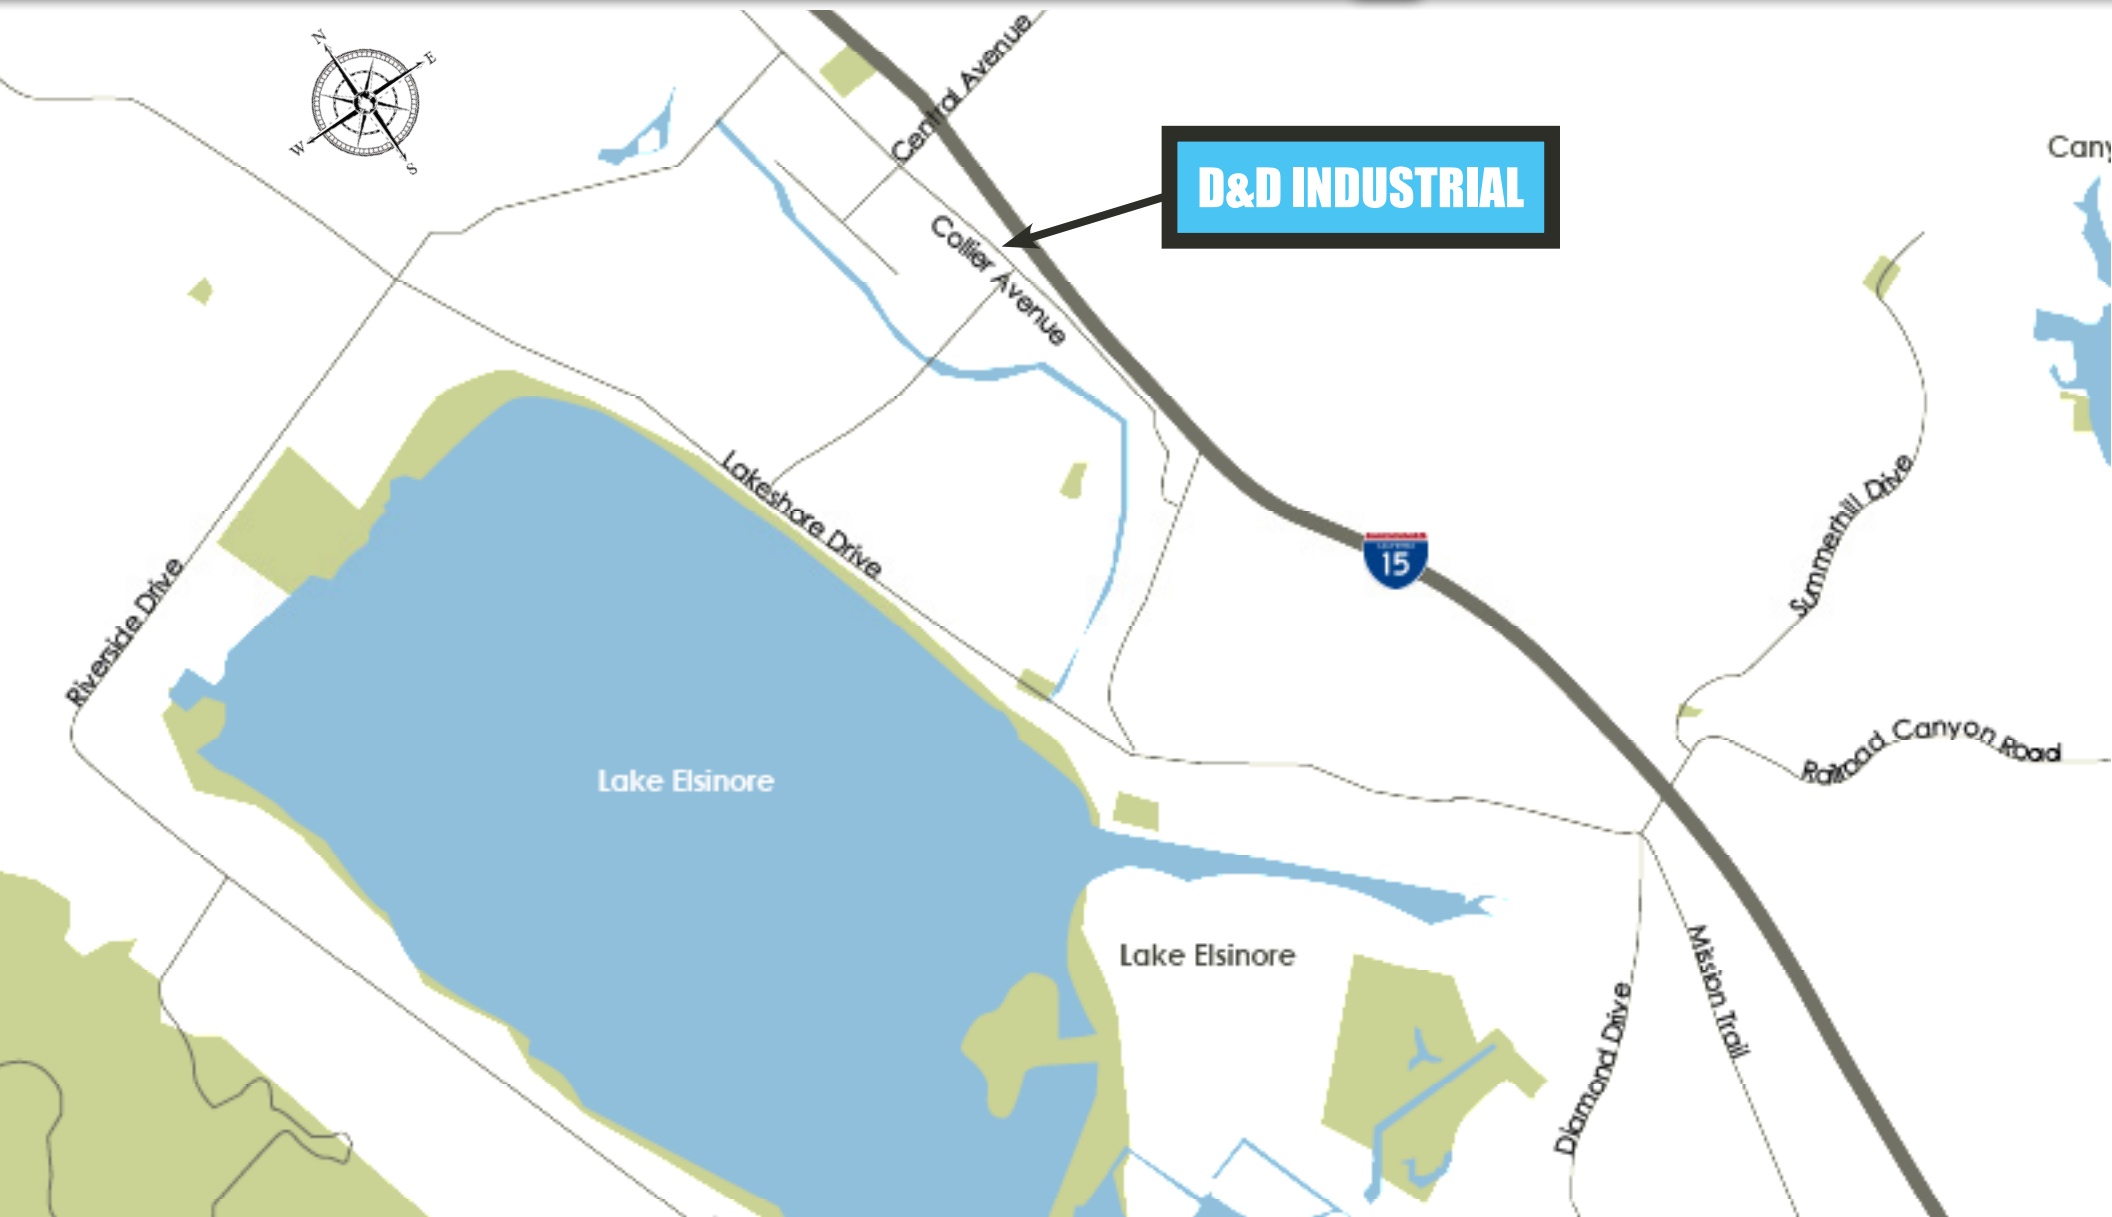 N
E
W
S
Central Avenue
D&D INDUSTRIAL
Cany
Collier Avenue
Lakeshore Drive
15
Summerhill Drive
Riverside Drive
Railroad Canyon Road
Lake Elsinore
Lake Elsinore
Mission Trail
Diamond Drive